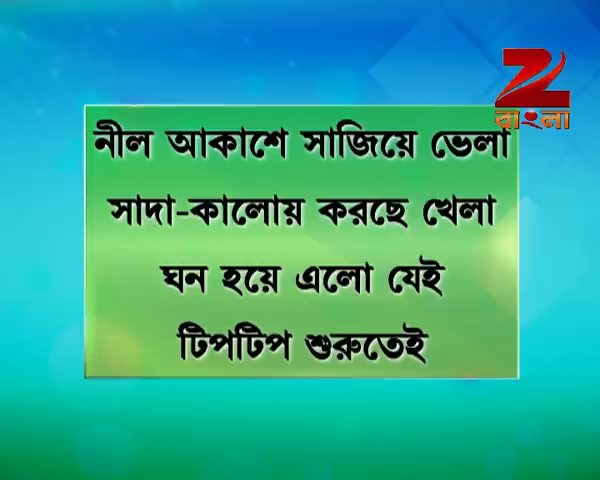 বাংলা
নীল আকাশে সাজিয়ে ভেলা
সাদা-কালোয় করছে খেলা
ঘন হয়ে এলো যেই
টিপটিপ শুরুতেই